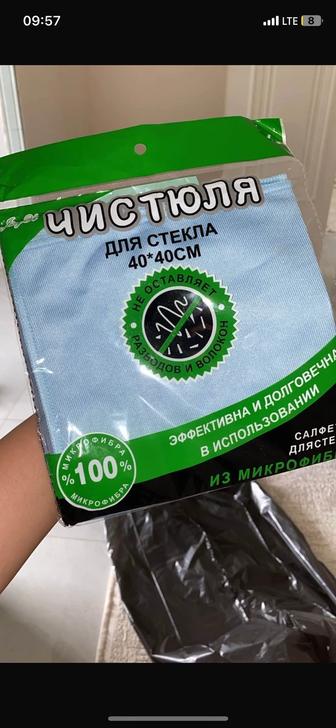 09:57
LTE 8
ЧИСТЮЛЯ
ДЛЯ СТЕКЛА
40*40СМ
НЕ ОСТАВЛЯЕТ
РАЗВОДОВ И ВОЛОКОН
ЭФФЕКТИВНА И ДОЛГОВЕЧНА
В ИСПОЛЬЗОВАНИИ
МИКРОФИБРА
%100%
МИКРОФИБРА
САЛФЕ
ДЛЯ СТЕ
ИЗ МИКРОФИБ